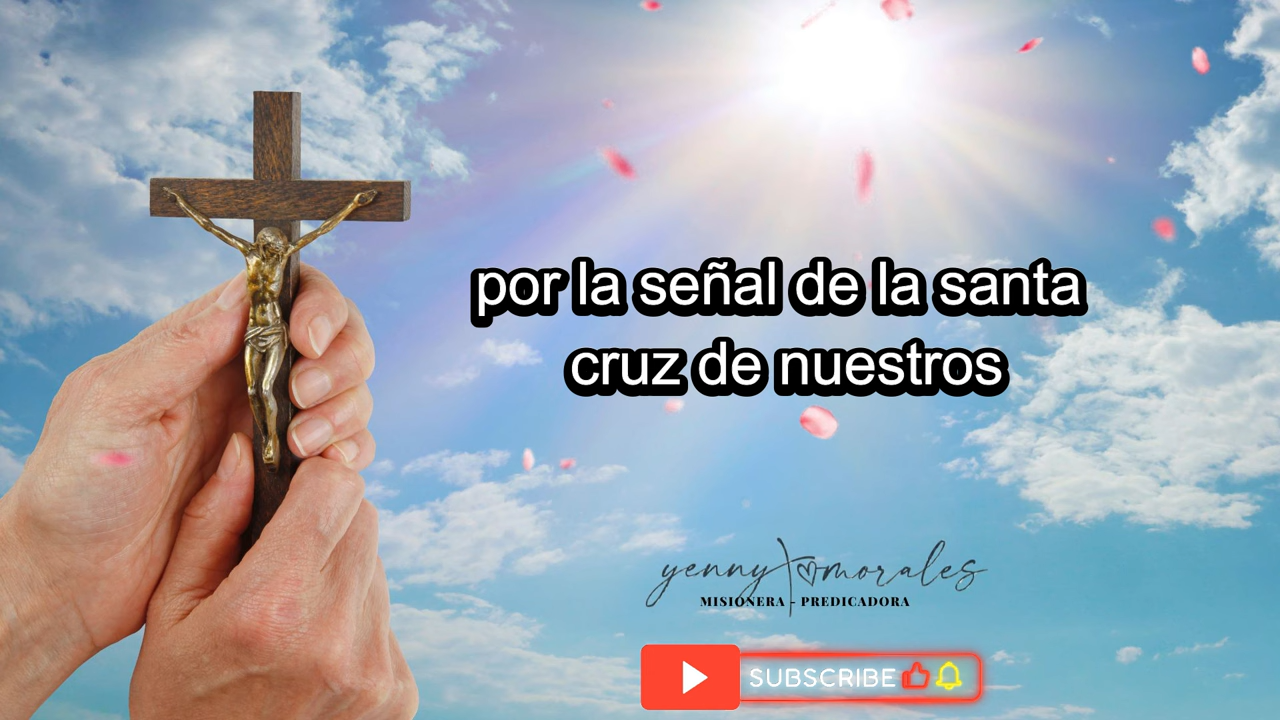 por la señal de la santa
cruz de nuestros
yenny morales
MISIONERA - PREDICADORA
SUBSCRIBE